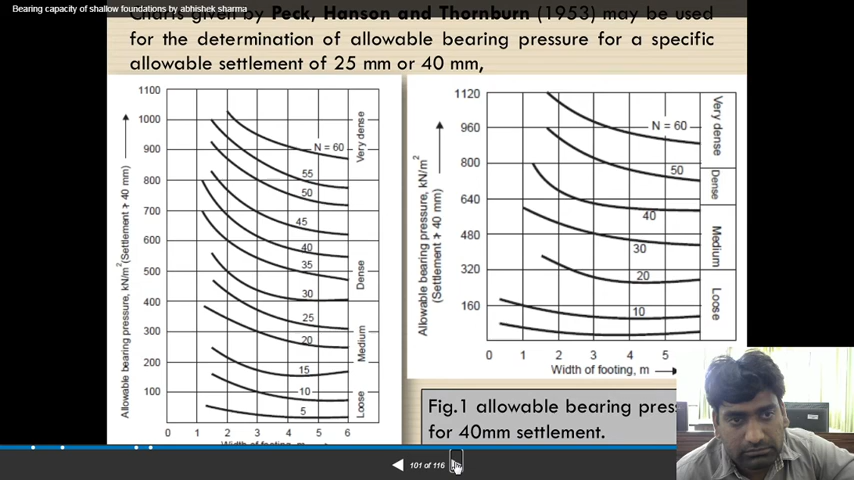 Bearing capacity of shallow foundations by abhishek sharma
Charts given by Peck, Hanson and Thornburn (1953) may be used
for the determination of allowable bearing pressure for a specific
allowable settlement of 25 mm or 40 mm,
1100
1000
900
800
700
600
500
400
300
200
100
0 1 2 3 4 5 6
Width of footing, m
Allowable bearing pressure, kN/m2 (Settlement ≯ 40 mm)
N = 60
55
50
45
40
35
30
25
20
15
10
5
Very dense
Dense
Medium
Loose
1120
960
800
640
480
320
160
0 1 2 3 4 5
Width of footing, m
Allowable bearing pressure, kN/m2
(Settlement ≯ 40 mm)
N = 60
50
40
30
20
10
Very dense
Dense
Medium
Loose
Fig.1 allowable bearing pres
for 40mm settlement.
101 of 116